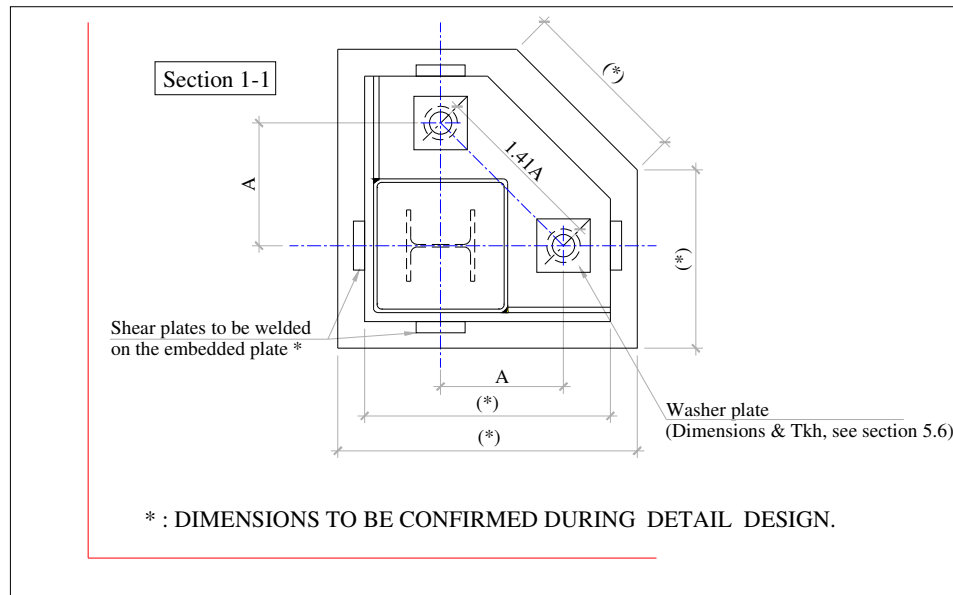 Section 1-1
(*)
1.41A
A
(*)
Shear plates to be welded
on the embedded plate *
A
(*)
(*)
Washer plate
(Dimensions & Tkh, see section 5.6)
* : DIMENSIONS TO BE CONFIRMED DURING DETAIL DESIGN.